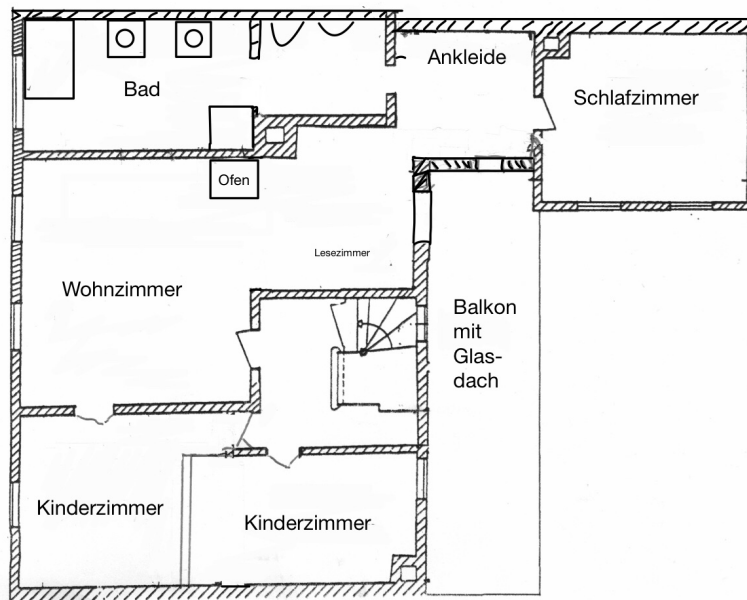 Ankleide
Bad
Schlafzimmer
Ofen
Lesezimmer
Wohnzimmer
Balkon
mit
Glas-
dach
Kinderzimmer
Kinderzimmer